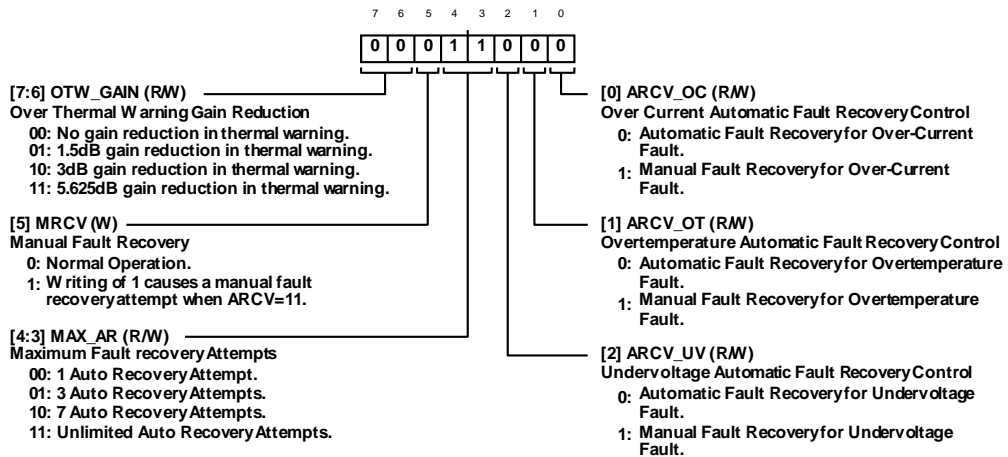 7 6 5 4 3 2 1 0
0 0 0 1 1 0 0 0
[7:6] OTW_GAIN (R/W)
Over Thermal Warning Gain Reduction
00: No gain reduction in thermal warning.
01: 1.5dB gain reduction in thermal warning.
10: 3dB gain reduction in thermal warning.
11: 5.625dB gain reduction in thermal warning.
[5] MRCV (W)
Manual Fault Recovery
0: Normal Operation.
1: Writing of 1 causes a manual fault
recovery attempt when ARCV=11.
[4:3] MAX_AR (R/W)
Maximum Fault recovery Attempts
00: 1 Auto Recovery Attempt.
01: 3 Auto Recovery Attempts.
10: 7 Auto Recovery Attempts.
11: Unlimited Auto Recovery Attempts.
[0] ARCV_OC (R/W)
Over Current Automatic Fault Recovery Control
0: Automatic Fault Recovery for Over-Current
Fault.
1: Manual Fault Recovery for Over-Current
Fault.
[1] ARCV_OT (R/W)
Overtemperature Automatic Fault Recovery Control
0: Automatic Fault Recovery for Overtemperature
Fault.
1: Manual Fault Recovery for Overtemperature
Fault.
[2] ARCV_UV (R/W)
Undervoltage Automatic Fault Recovery Control
0: Automatic Fault Recovery for Undervoltage
Fault.
1: Manual Fault Recovery for Undervoltage
Fault.